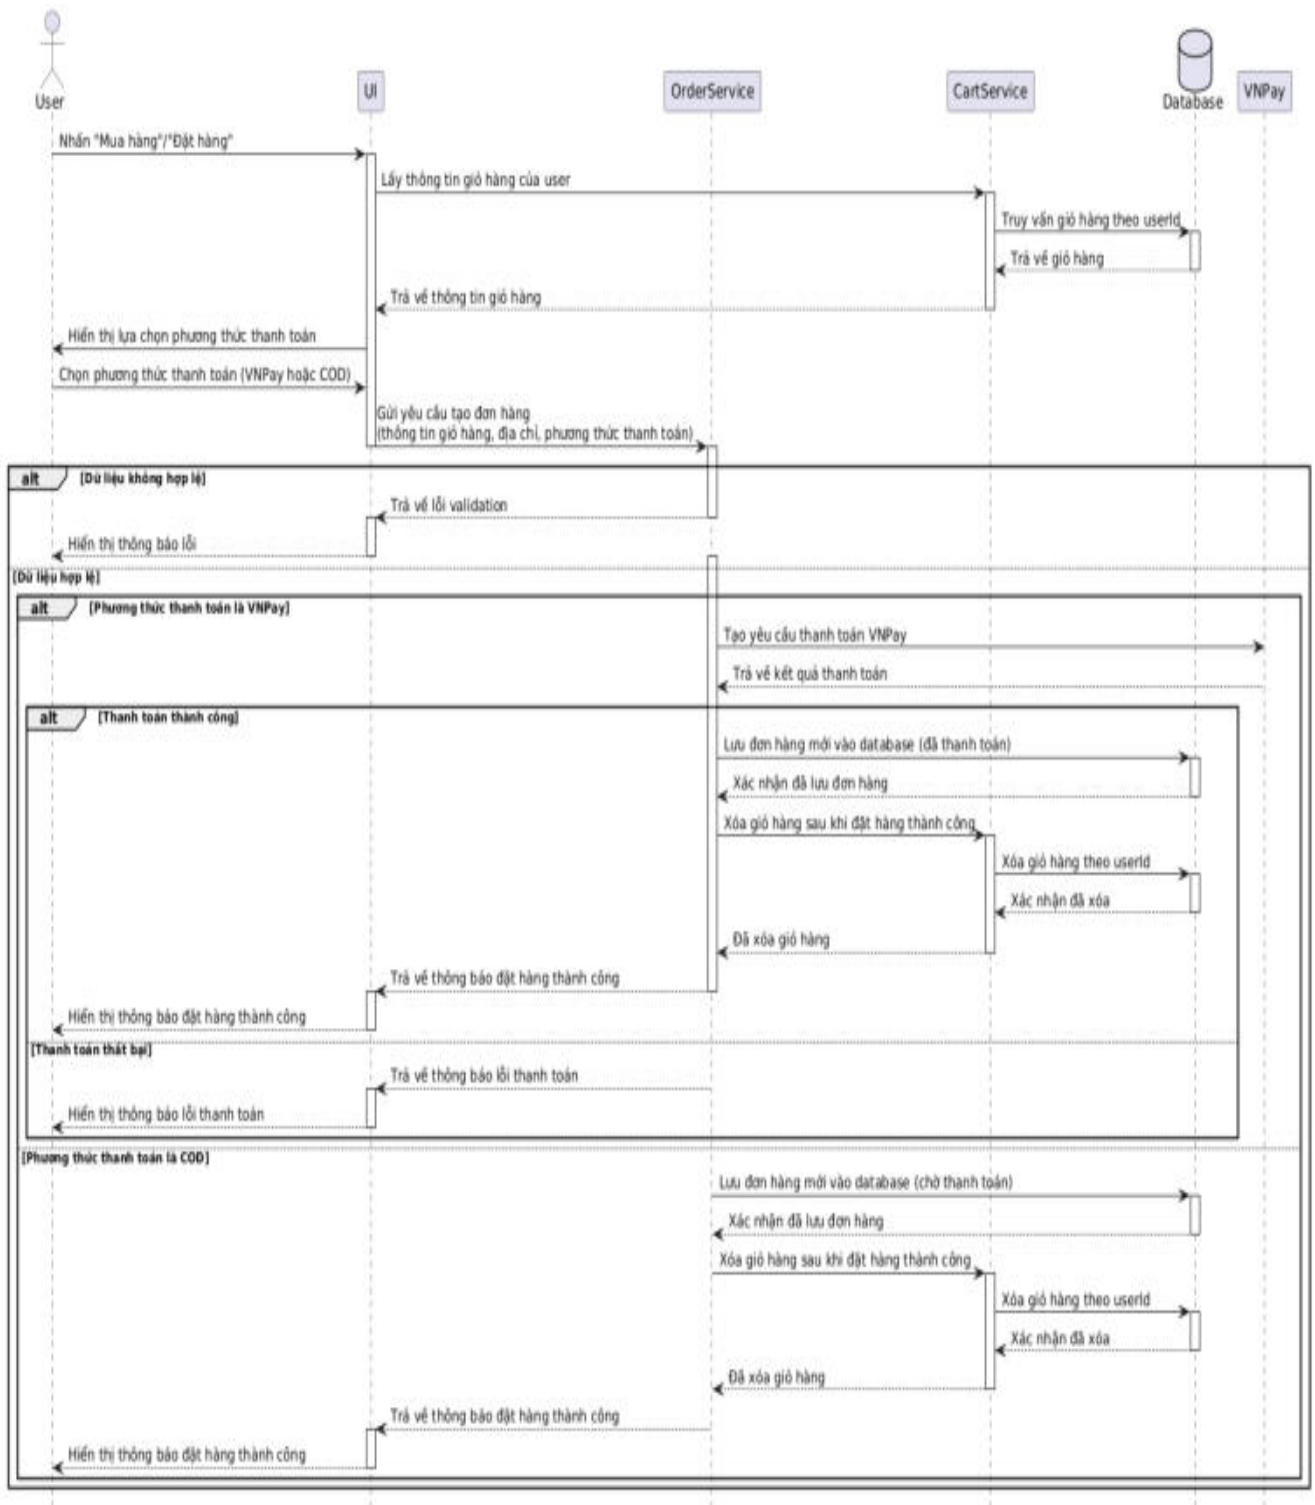 User
UI
OrderService
CartService
Database
VNPay
Nhấn "Mua hàng"/"Đặt hàng"
Lấy thông tin giỏ hàng của user
Truy vấn giỏ hàng theo userId
Trả về giỏ hàng
Trả về thông tin giỏ hàng
Hiển thị lựa chọn phương thức thanh toán
Chọn phương thức thanh toán (VNPay hoặc COD)
Gửi yêu cầu tạo đơn hàng
(thông tin giỏ hàng, địa chỉ, phương thức thanh toán)
alt [Dữ liệu không hợp lệ]
Trả về lỗi validation
Hiển thị thông báo lỗi
[Dữ liệu hợp lệ]
alt [Phương thức thanh toán là VNPay]
Tạo yêu cầu thanh toán VNPay
Trả về kết quả thanh toán
alt [Thanh toán thành công]
Lưu đơn hàng mới vào database (đã thanh toán)
Xác nhận đã lưu đơn hàng
Xóa giỏ hàng sau khi đặt hàng thành công
Xóa giỏ hàng theo userId
Xác nhận đã xóa
Đã xóa giỏ hàng
Trả về thông báo đặt hàng thành công
Hiển thị thông báo đặt hàng thành công
[Thanh toán thất bại]
Trả về thông báo lỗi thanh toán
Hiển thị thông báo lỗi thanh toán
[Phương thức thanh toán là COD]
Lưu đơn hàng mới vào database (chờ thanh toán)
Xác nhận đã lưu đơn hàng
Xóa giỏ hàng sau khi đặt hàng thành công
Xóa giỏ hàng theo userId
Xác nhận đã xóa
Đã xóa giỏ hàng
Trả về thông báo đặt hàng thành công
Hiển thị thông báo đặt hàng thành công